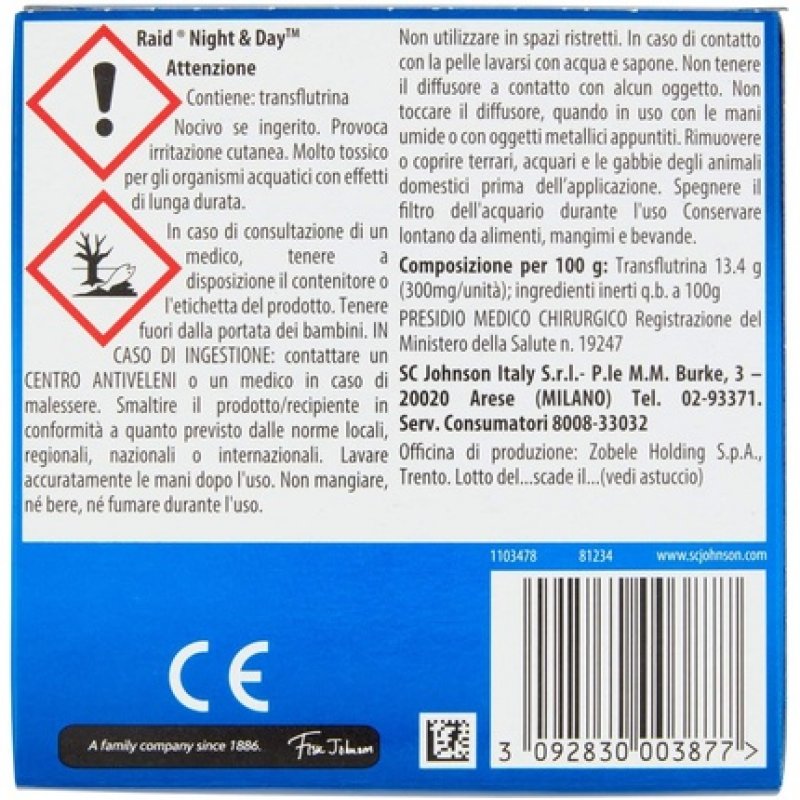 Raid® Night & Day™
Attenzione
Contiene: transflutrina
Nocivo se ingerito. Provoca
irritazione cutanea. Molto tossico
per gli organismi acquatici con effetti
di lunga durata.
In caso di consultazione di un
medico, tenere a
disposizione il contenitore o
l'etichetta del prodotto. Tenere
fuori dalla portata dei bambini. IN
CASO DI INGESTIONE: contattare un
CENTRO ANTIVELENI o un medico in caso di
malessere. Smaltire il prodotto/recipiente in
conformità a quanto previsto dalle norme locali,
regionali, nazionali o internazionali. Lavare
accuratamente le mani dopo l'uso. Non mangiare,
né bere, né fumare durante l'uso.
Non utilizzare in spazi ristretti. In caso di contatto
con la pelle lavarsi con acqua e sapone. Non tenere
il diffusore a contatto con alcun oggetto. Non
toccare il diffusore, quando in uso con le mani
umide o con oggetti metallici appuntiti. Rimuovere
o coprire terrari, acquari e le gabbie degli animali
domestici prima dell'applicazione. Spegnere il
filtro dell'acquario durante l'uso Conservare
lontano da alimenti, mangimi e bevande.
Composizione per 100 g: Transflutrina 13.4 g
(300mg/unità); ingredienti inerti q.b. a 100g
PRESIDIO MEDICO CHIRURGICO Registrazione del
Ministero della Salute n. 19247
SC Johnson Italy S.r.l.- P.le M.M. Burke, 3 –
20020 Arese (MILANO) Tel. 02-93371.
Serv. Consumatori 8008-33032
Officina di produzione: Zobele Holding S.p.A.,
Trento. Lotto del...scade il...(vedi astuccio)
1103478 81234 www.scjohnson.com
CE
A family company since 1886. Fisk Johnson
3 092830 003877 >